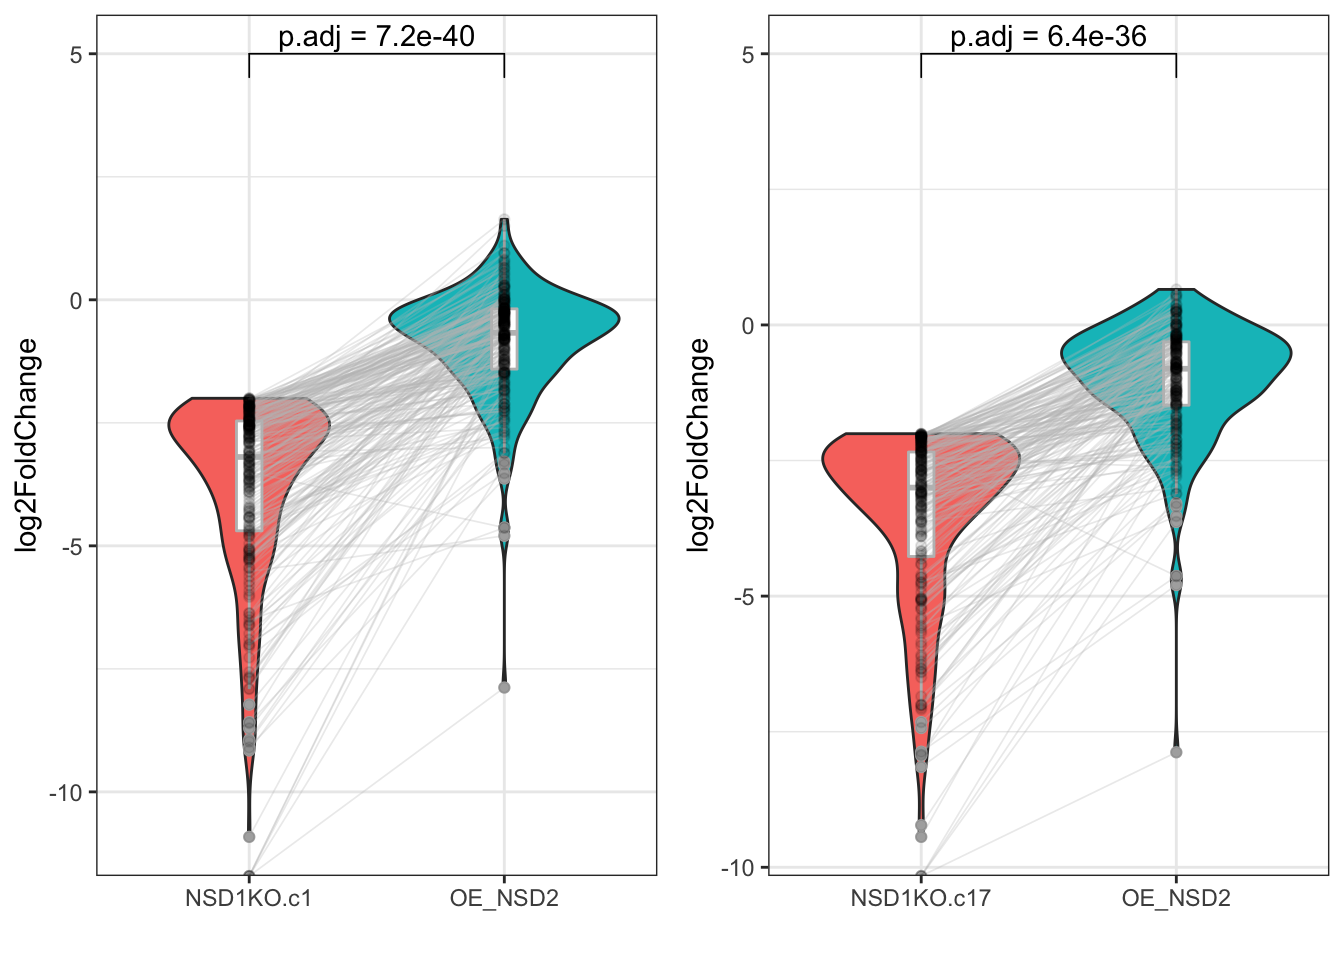 p.adj = 7.2e-40
5
0
-5
-10
log2FoldChange
NSD1KO.c1
OE_NSD2
p.adj = 6.4e-36
5
0
-5
-10
log2FoldChange
NSD1KO.c17
OE_NSD2